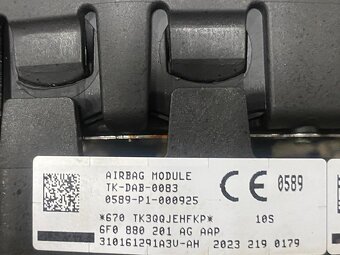 AIRBAG MODULE
TK-DAB-0083
0589-P1-000925
CE 0589
*670 TK3QQJEHFKP* 10S
6F0 880 201 AG AAP
310161291A3U-AH 2023 219 0179